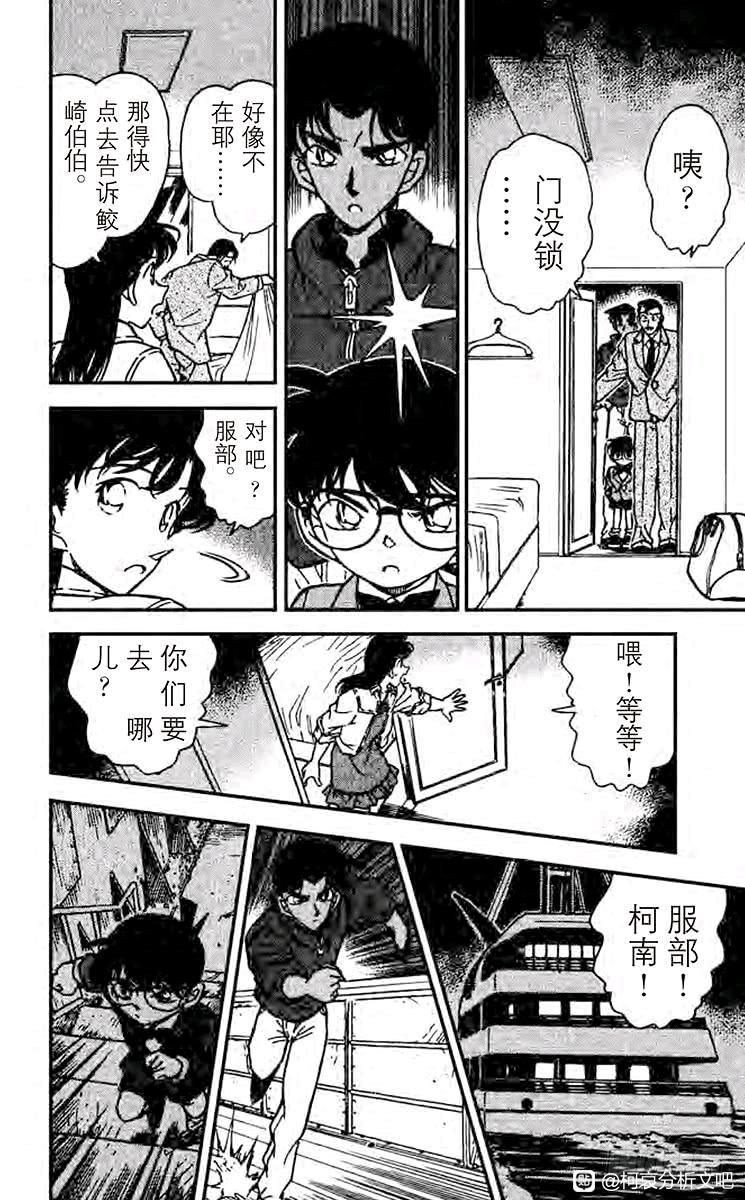 咦？
门没锁
……
好像不
在耶……
那得快
点去告诉鲛
崎伯伯。
对吧？
服部。
喂！等等！
你们要
去哪
儿？
服部！
柯南！
@柯哀分析文吧